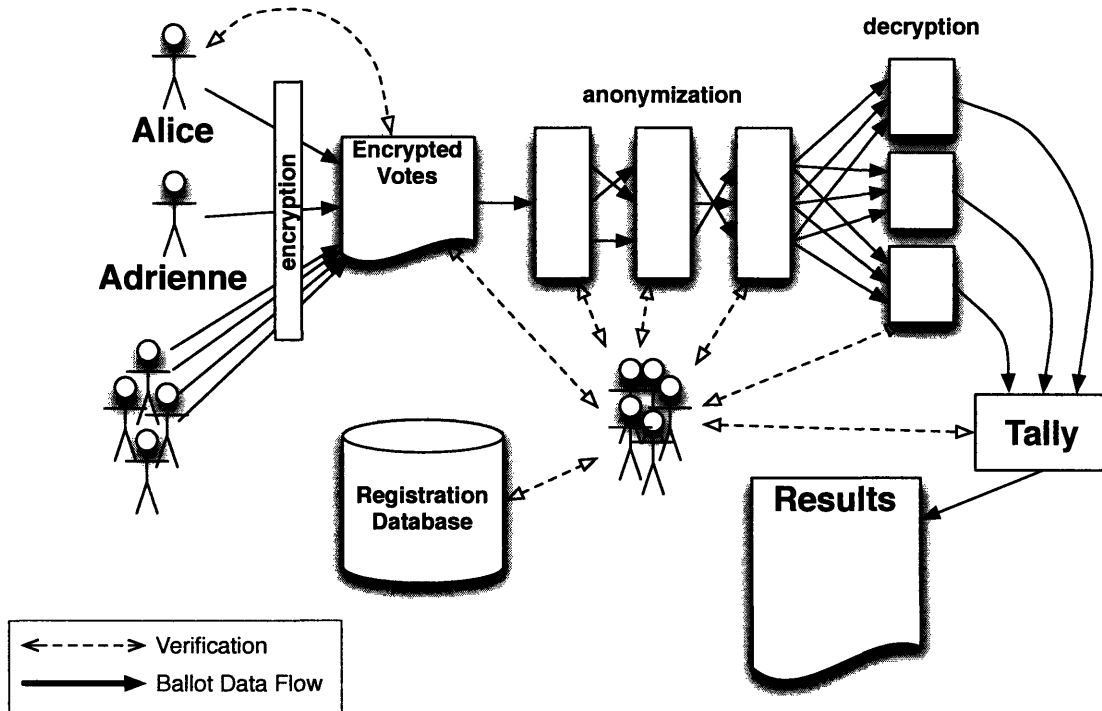 decryption
anonymization
Alice
encryption
Encrypted
Votes
Adrienne
Registration
Database
Tally
Results
Verification
Ballot Data Flow